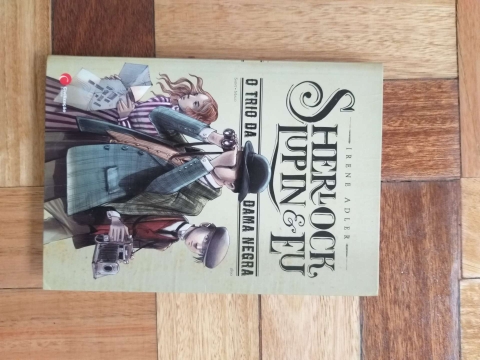 IRENE ADLER
SHERLOCK,
LUPIN & EU
O TRIO DA
DAMA NEGRA